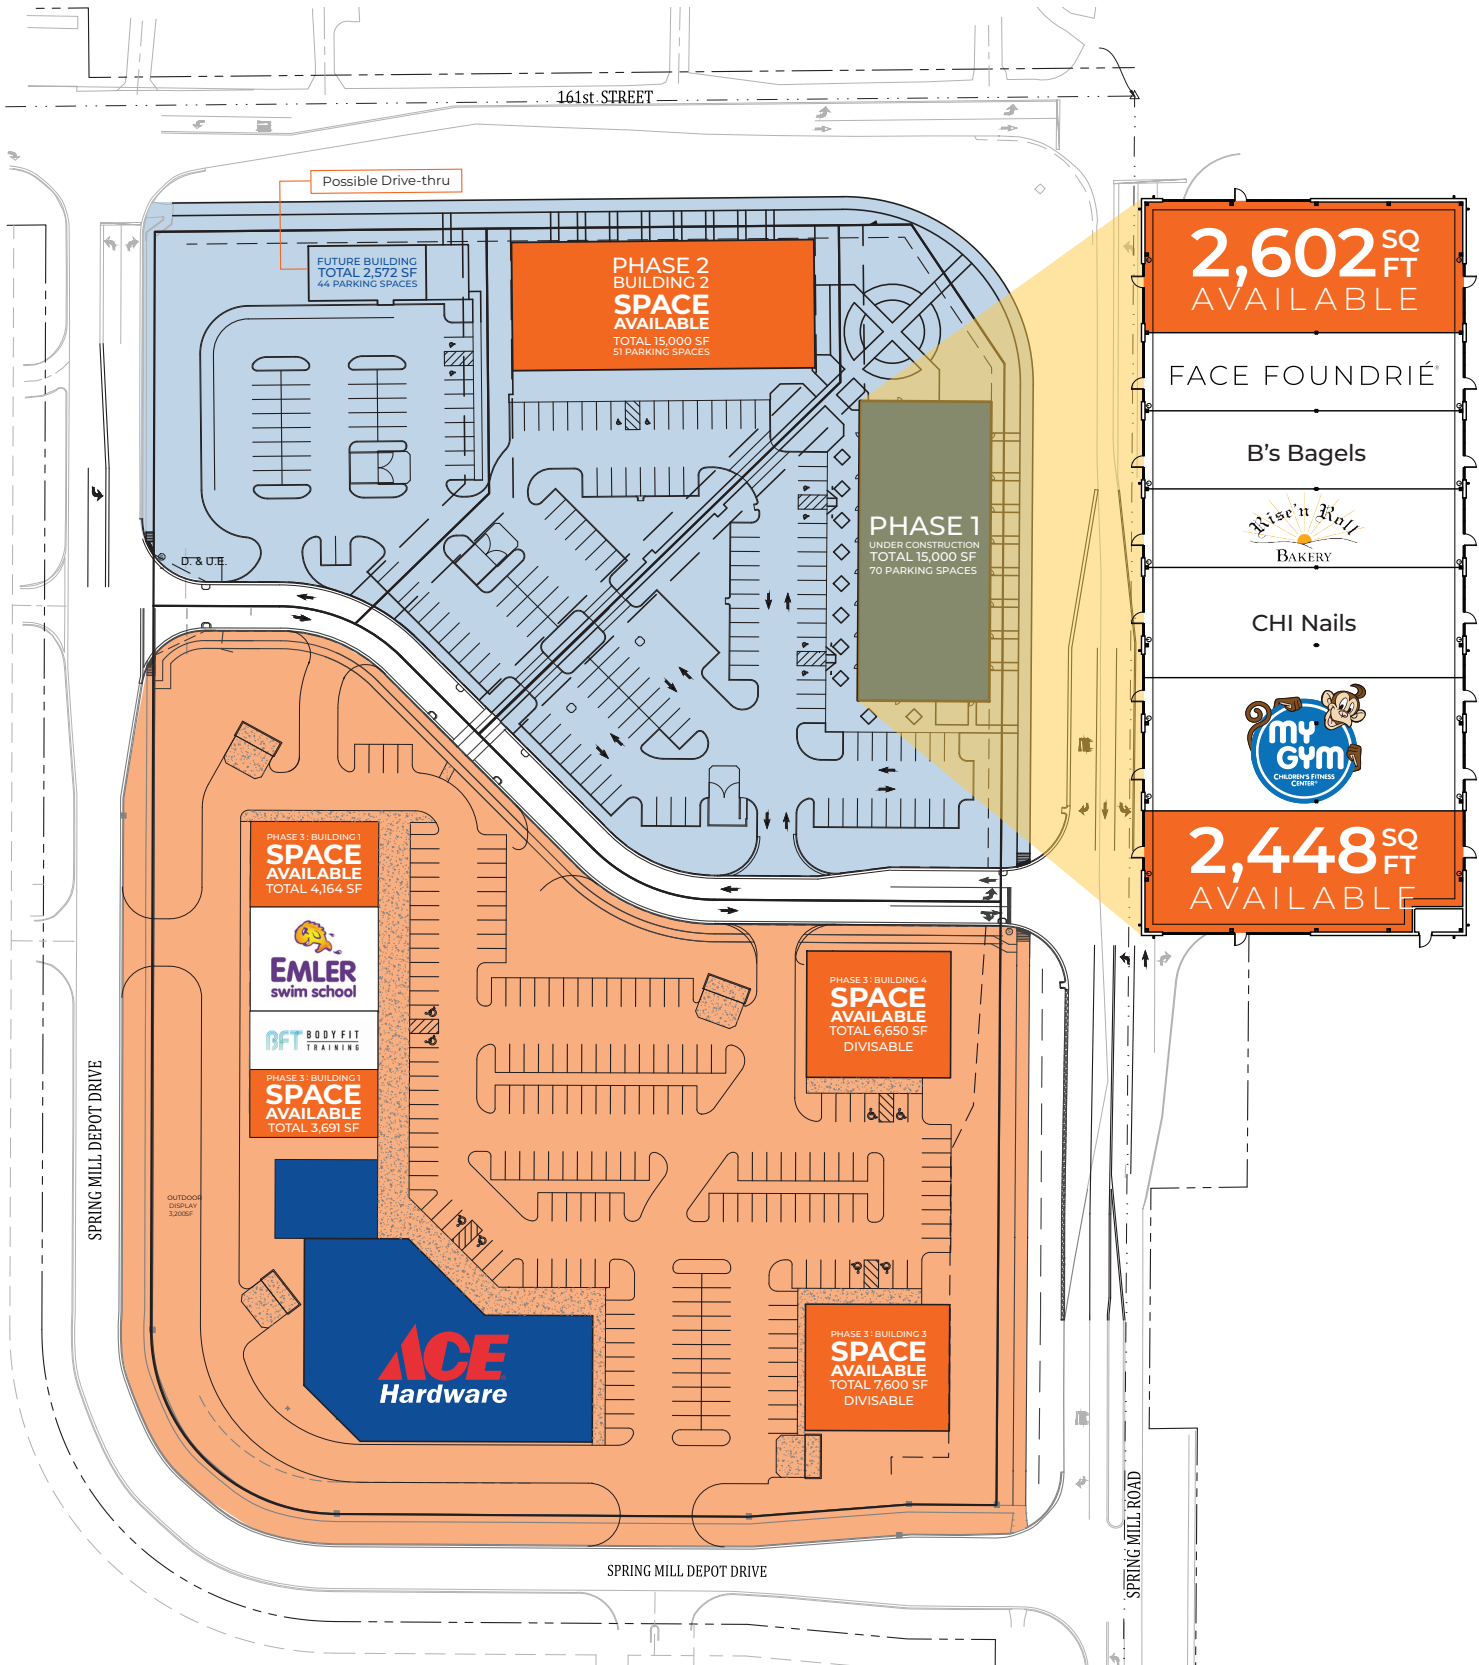 161st STREET
Possible Drive-thru
FUTURE BUILDING
TOTAL 2,572 SF
44 PARKING SPACES
PHASE 2
BUILDING 2
SPACE
AVAILABLE
TOTAL 15,000 SF
51 PARKING SPACES
PHASE 1
UNDER CONSTRUCTION
TOTAL 15,000 SF
70 PARKING SPACES
D. & U.E.
2,602 SQ FT
AVAILABLE
FACE FOUNDRIÉ
B's Bagels
Rise'n Roll
BAKERY
CHI Nails
MY
GYM
CHILDREN'S FITNESS
CENTER
2,448 SQ FT
AVAILABLE
PHASE 3 : BUILDING 1
SPACE
AVAILABLE
TOTAL 4,164 SF
EMLER
swim school
BFT BODY FIT
TRAINING
PHASE 3 : BUILDING 1
SPACE
AVAILABLE
TOTAL 3,691 SF
OUTDOOR
DISPLAY
3,200SF
ACE
Hardware
PHASE 3 : BUILDING 4
SPACE
AVAILABLE
TOTAL 6,650 SF
DIVISABLE
PHASE 3 : BUILDING 3
SPACE
AVAILABLE
TOTAL 7,600 SF
DIVISABLE
SPRING MILL DEPOT DRIVE
SPRING MILL DEPOT DRIVE
SPRING MILL ROAD